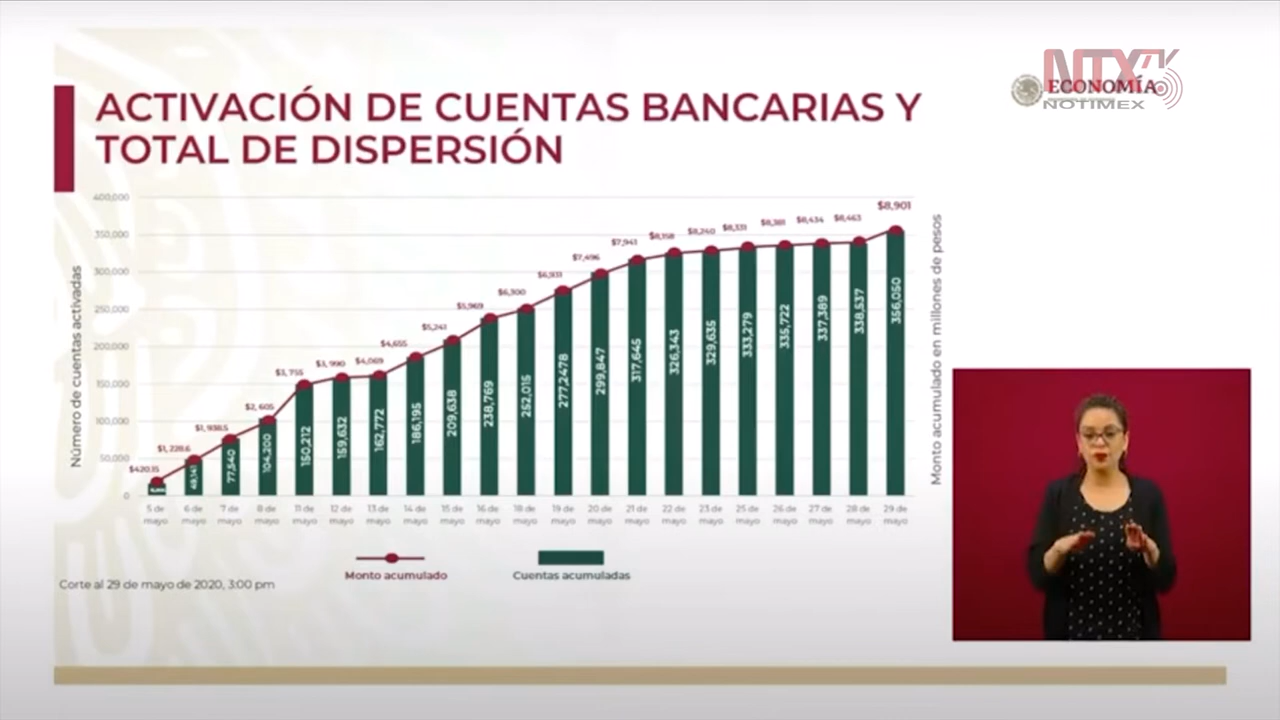 NTX
ECONOMÍA
NOTIMEX
ACTIVACIÓN DE CUENTAS BANCARIAS Y
TOTAL DE DISPERSIÓN
Número de cuentas activadas
400,000
350,000
300,000
250,000
200,000
150,000
100,000
50,000
0
$420.15
$1,228.6
$1,938.5
$2,605
$3,755
$3,990
$4,069
$4,655
$5,241
$5,969
$6,300
$6,931
$7,496
$7,941
$8,158
$8,240
$8,331
$8,381
$8,434
$8,463
$8,901
77,540
104,200
150,212
159,632
162,772
186,195
209,638
238,769
252,015
277,2478
299,847
317,645
326,343
329,635
333,279
335,722
337,389
338,537
356,050
5 de mayo
6 de mayo
7 de mayo
8 de mayo
11 de mayo
12 de mayo
13 de mayo
14 de mayo
15 de mayo
16 de mayo
18 de mayo
19 de mayo
20 de mayo
21 de mayo
22 de mayo
23 de mayo
25 de mayo
26 de mayo
27 de mayo
28 de mayo
29 de mayo
Monto acumulado en millones de pesos
Monto acumulado
Cuentas acumuladas
Corte al 29 de mayo de 2020, 3:00 pm